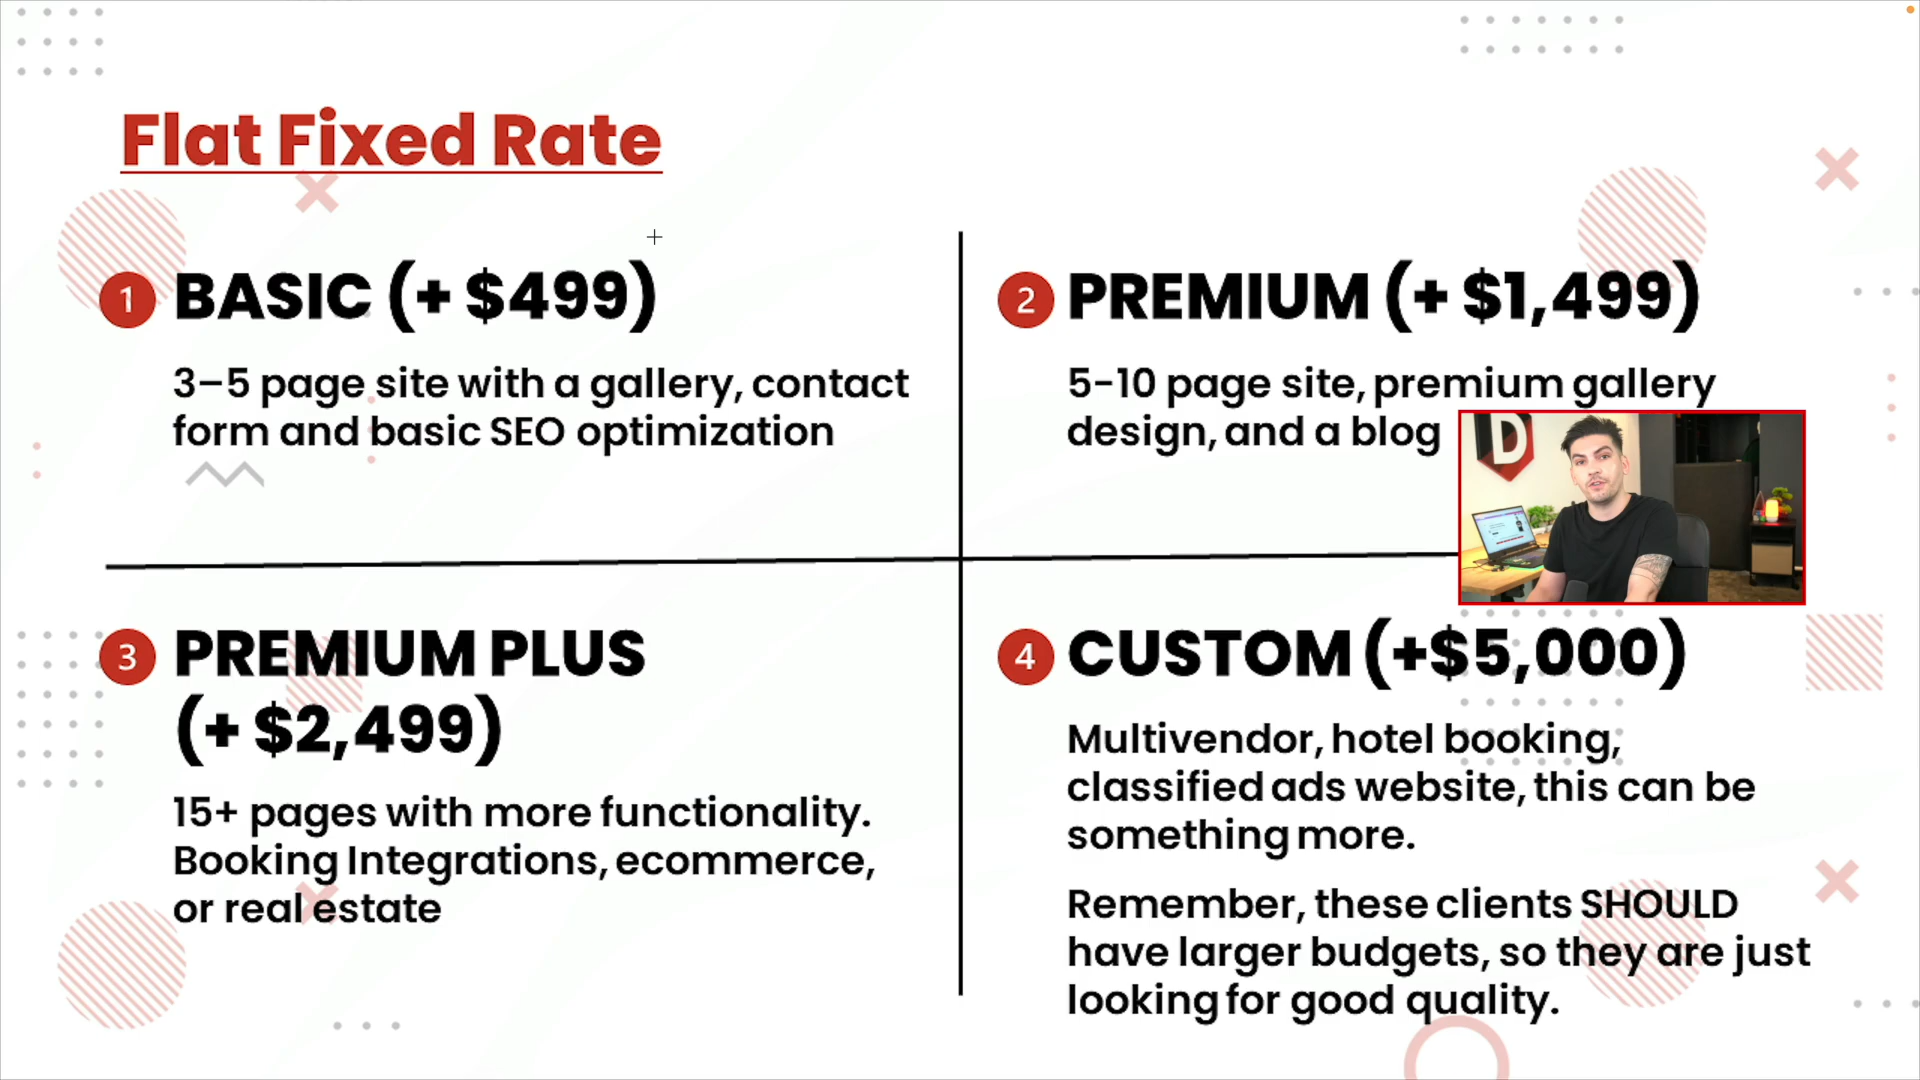 Flat Fixed Rate
1 BASIC (+ $499)
3–5 page site with a gallery, contact
form and basic SEO optimization
2 PREMIUM (+ $1,499)
5-10 page site, premium gallery
design, and a blog
D
3 PREMIUM PLUS
(+ $2,499)
15+ pages with more functionality.
Booking Integrations, ecommerce,
or real estate
4 CUSTOM (+$5,000)
Multivendor, hotel booking,
classified ads website, this can be
something more.
Remember, these clients SHOULD
have larger budgets, so they are just
looking for good quality.